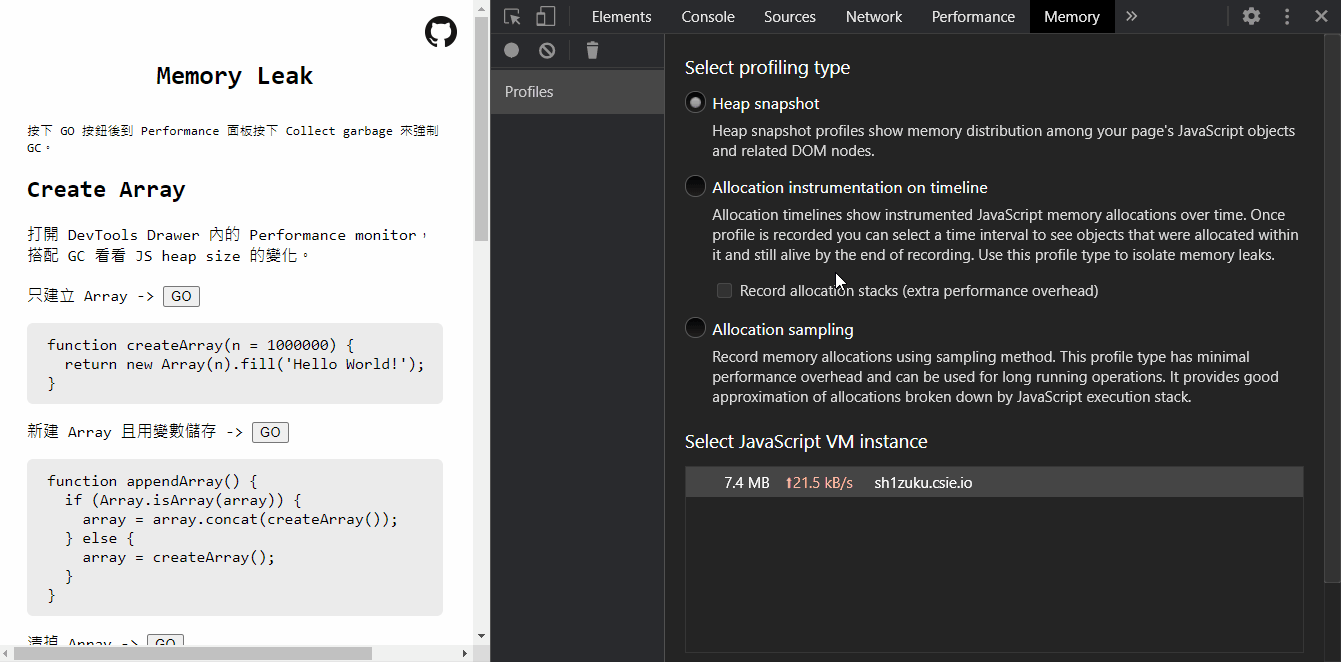 Memory Leak
按下 GO 按鈕後到 Performance 面板按下 Collect garbage 來強制
GC。
Create Array
打開 DevTools Drawer 內的 Performance monitor，
搭配 GC 看看 JS heap size 的變化。
只建立 Array -> GO
function createArray(n = 1000000) {
return new Array(n).fill('Hello World!');
}
新建 Array 且用變數儲存 -> GO
function appendArray() {
if (Array.isArray(array)) {
array = array.concat(createArray());
} else {
array = createArray();
}
}
清掉 Array -> GO
Elements Console Sources Network Performance Memory
Profiles
Select profiling type
Heap snapshot
Heap snapshot profiles show memory distribution among your page's JavaScript objects
and related DOM nodes.
Allocation instrumentation on timeline
Allocation timelines show instrumented JavaScript memory allocations over time. Once
profile is recorded you can select a time interval to see objects that were allocated within
it and still alive by the end of recording. Use this profile type to isolate memory leaks.
Record allocation stacks (extra performance overhead)
Allocation sampling
Record memory allocations using sampling method. This profile type has minimal
performance overhead and can be used for long running operations. It provides good
approximation of allocations broken down by JavaScript execution stack.
Select JavaScript VM instance
7.4 MB ⬆21.5 kB/s sh1zuku.csie.io